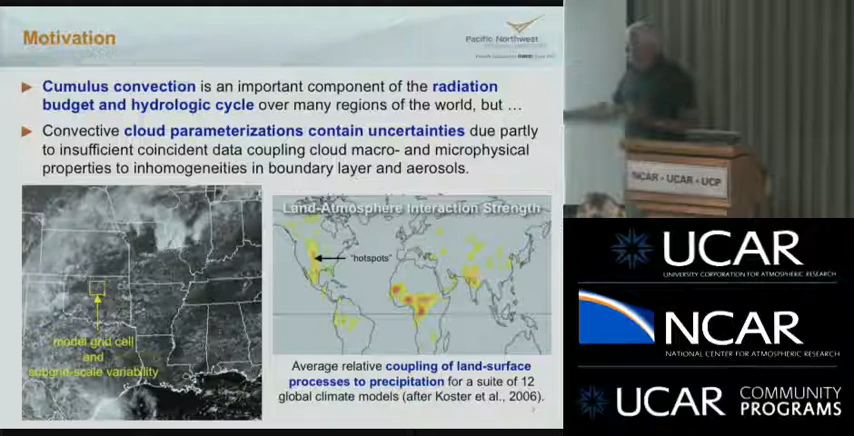 Motivation
Pacific Northwest
Cumulus convection is an important component of the radiation
budget and hydrologic cycle over many regions of the world, but …
Convective cloud parameterizations contain uncertainties due partly
to insufficient coincident data coupling cloud macro- and microphysical
properties to inhomogeneities in boundary layer and aerosols.
model grid cell
and
subgrid-scale variability
Land-Atmosphere Interaction Strength
"hotspots"
Average relative coupling of land-surface
processes to precipitation for a suite of 12
global climate models (after Koster et al., 2006).
NCAR - UCAR - UCP
UCAR
UNIVERSITY CORPORATION FOR ATMOSPHERIC RESEARCH
NCAR
NATIONAL CENTER FOR ATMOSPHERIC RESEARCH
UCAR COMMUNITY
PROGRAMS